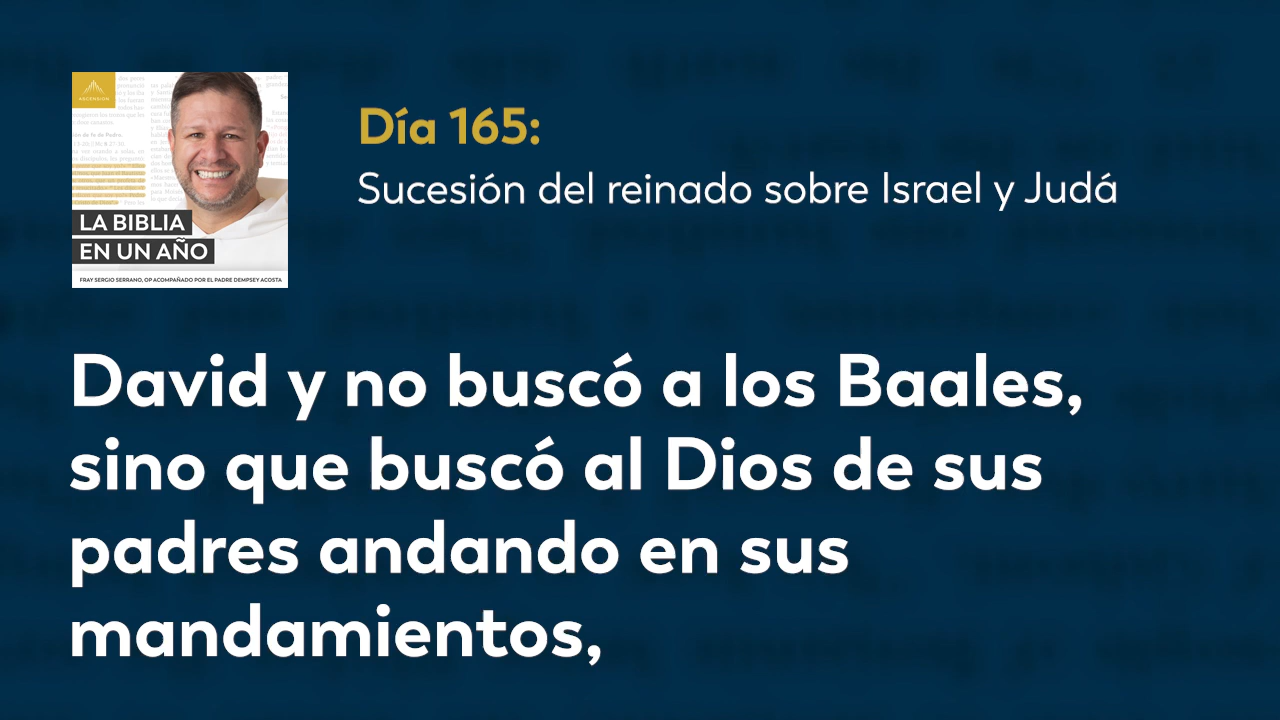 ASCENSION
LA BIBLIA
EN UN AÑO
FRAY SERGIO SERRANO, OP ACOMPAÑADO POR EL PADRE DEMPSEY ACOSTA
Día 165:
Sucesión del reinado sobre Israel y Judá
David y no buscó a los Baales,
sino que buscó al Dios de sus
padres andando en sus
mandamientos,